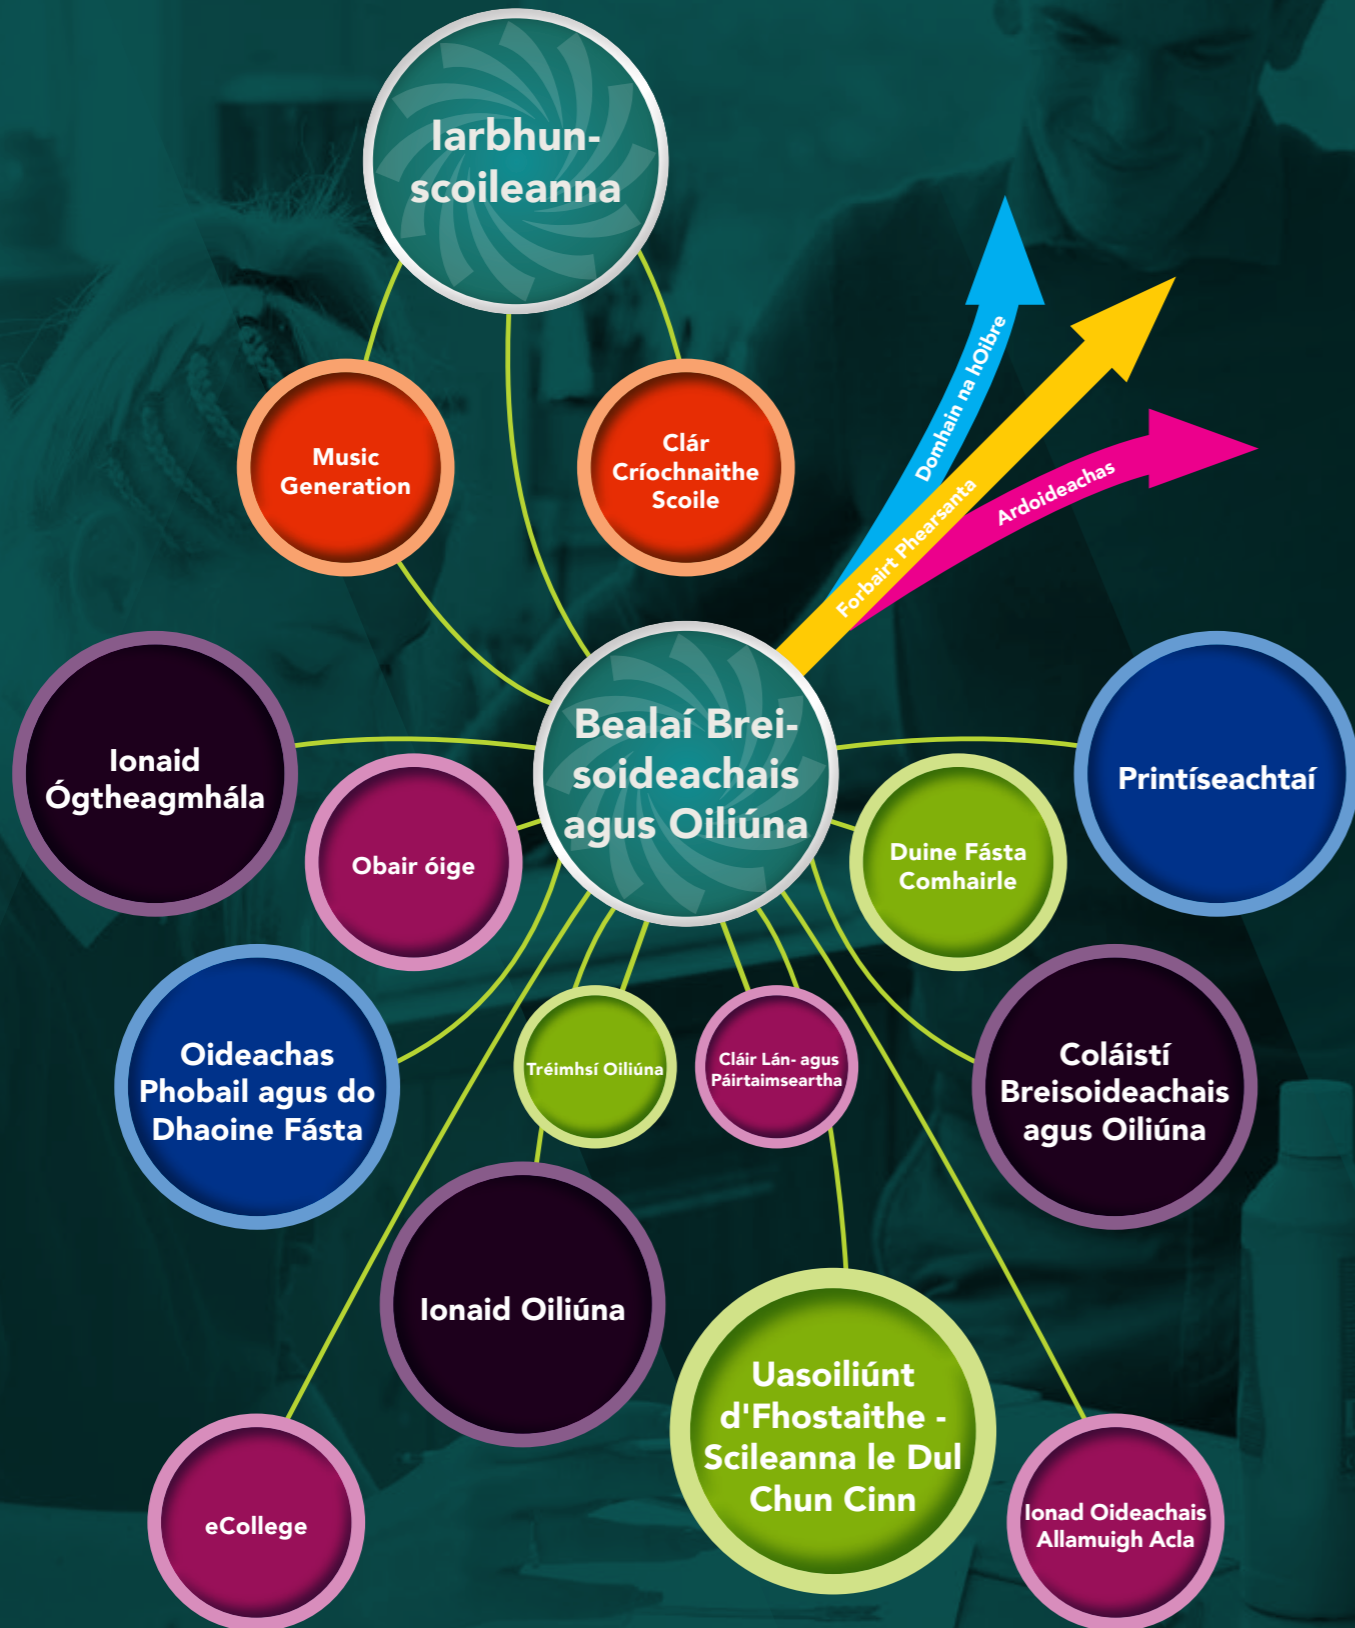 Iarbhun-
scoileanna
Music
Generation
Clár
Críochnaithe
Scoile
Domhain na hOibre
Forbairt Phearsanta
Ardoideachas
Bealaí Brei-
soideachais
agus Oiliúna
Ionaid
Ógtheagmhála
Obair óige
Duine Fásta
Comhairle
Printíseachtaí
Oideachas
Phobail agus do
Dhaoine Fásta
Tréimhsí Oiliúna
Cláir Lán- agus
Páirtaimseartha
Coláistí
Breisoideachais
agus Oiliúna
Ionaid Oiliúna
Uasoiliúnt
d'Fhostaithe -
Scileanna le Dul
Chun Cinn
eCollege
Ionad Oideachais
Allamuigh Acla